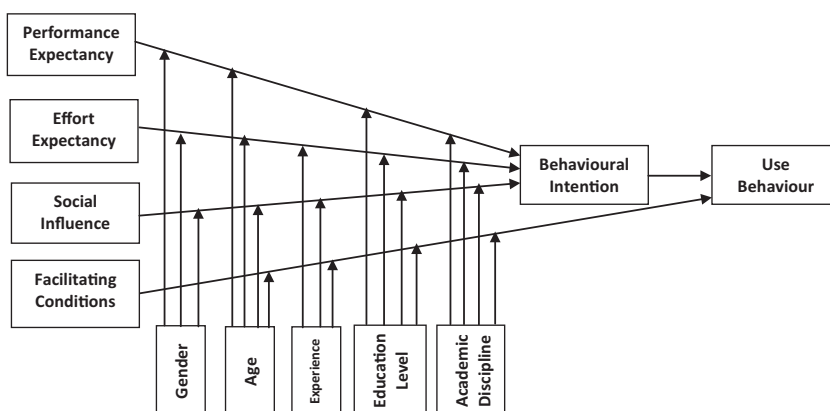 Performance
Expectancy
Effort
Expectancy
Social
Influence
Facilitating
Conditions
Behavioural
Intention
Use
Behaviour
Gender
Age
Experience
Education
Level
Academic
Discipline